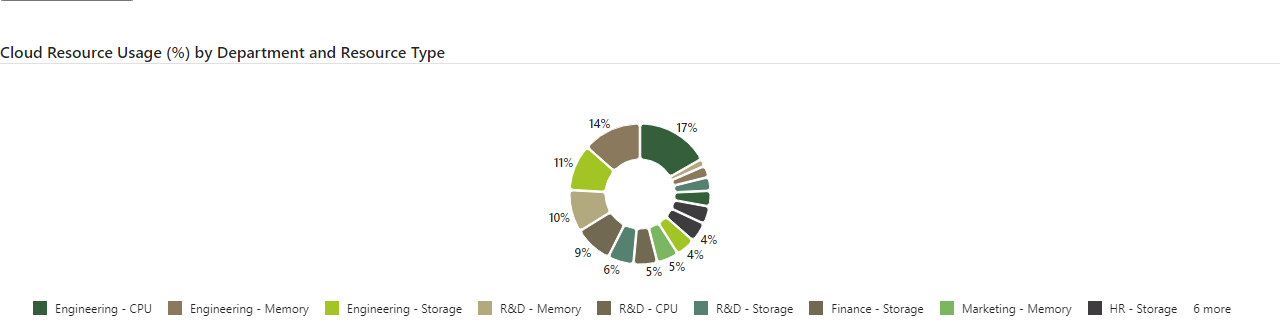 Cloud Resource Usage (%) by Department and Resource Type
14%
17%
11%
10%
9%
6%
5%
5%
4%
4%
Engineering - CPU
Engineering - Memory
Engineering - Storage
R&D - Memory
R&D - CPU
R&D - Storage
Finance - Storage
Marketing - Memory
HR - Storage
6 more